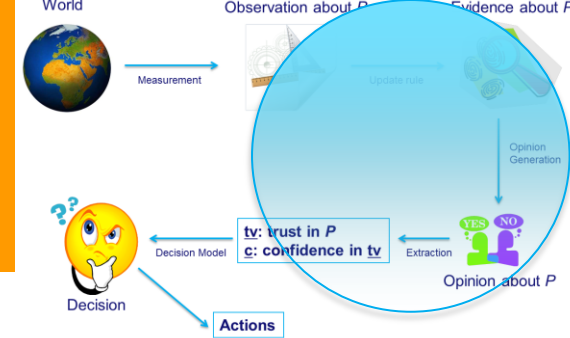 World
Observation about P
Evidence about P
Measurement
Update rule
Opinion
Generation
YES NO
Opinion about P
Extraction
tv: trust in P
c: confidence in tv
Decision Model
Decision
Actions